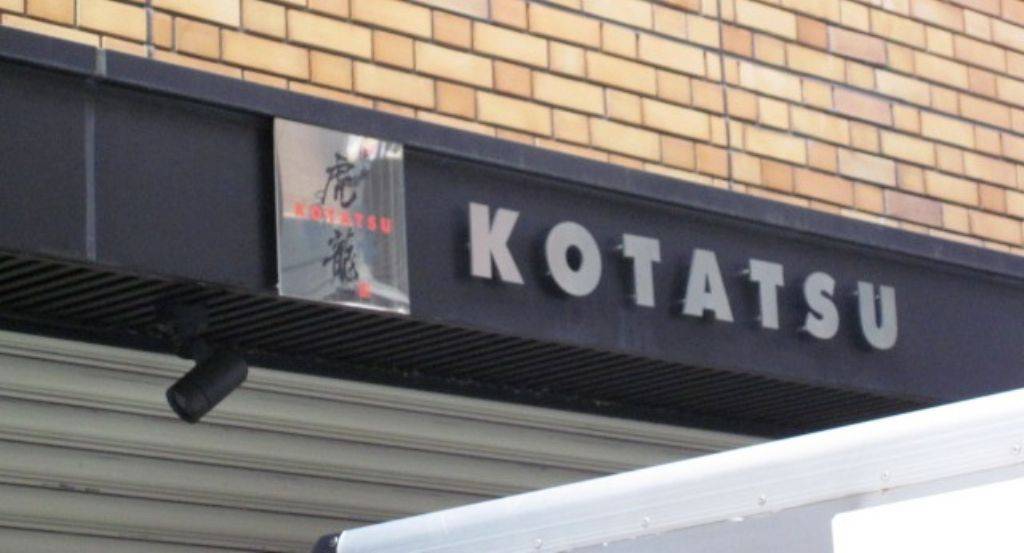 虎
KOTATSU
龍
KOTATSU